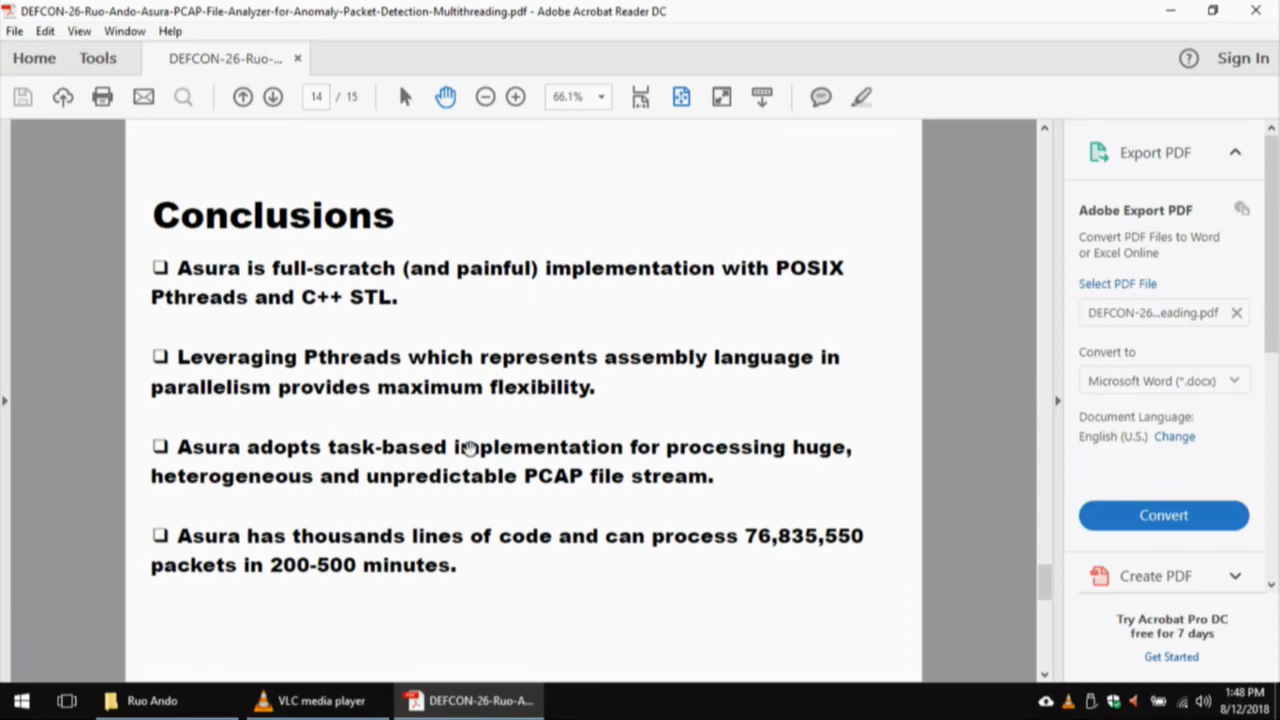 DEFCON-26-Ruo-Ando-Asura-PCAP-File-Analyzer-for-Anomaly-Packet-Detection-Multithreading.pdf - Adobe Acrobat Reader DC
File Edit View Window Help
Home Tools DEFCON-26-Ruo-... Sign In
14 / 15 66.1%
Conclusions
Asura is full-scratch (and painful) implementation with POSIX
Pthreads and C++ STL.
Leveraging Pthreads which represents assembly language in
parallelism provides maximum flexibility.
Asura adopts task-based implementation for processing huge,
heterogeneous and unpredictable PCAP file stream.
Asura has thousands lines of code and can process 76,835,550
packets in 200-500 minutes.
Export PDF
Adobe Export PDF
Convert PDF Files to Word
or Excel Online
Select PDF File
DEFCON-26...eading.pdf
Convert to
Microsoft Word (*.docx)
Document Language:
English (U.S.) Change
Convert
Create PDF
Try Acrobat Pro DC
free for 7 days
Get Started
Ruo Ando VLC media player DEFCON-26-Ruo-A...
1:48 PM
8/12/2018